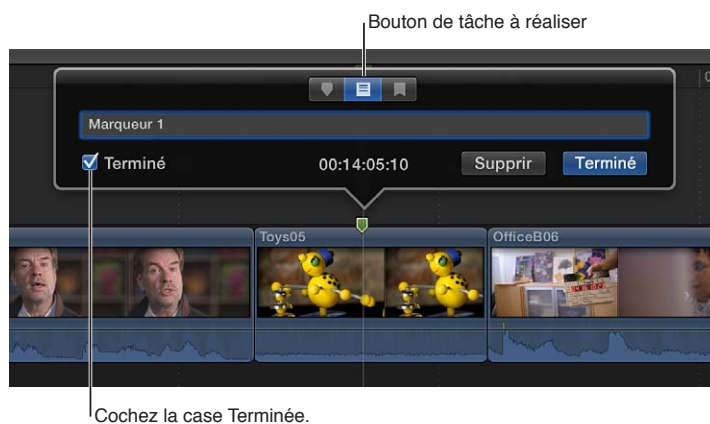 Bouton de tâche à réaliser
Marqueur 1
Terminé
00:14:05:10
Supprir
Terminé
Toys05
OfficeB06
Cochez la case Terminée.